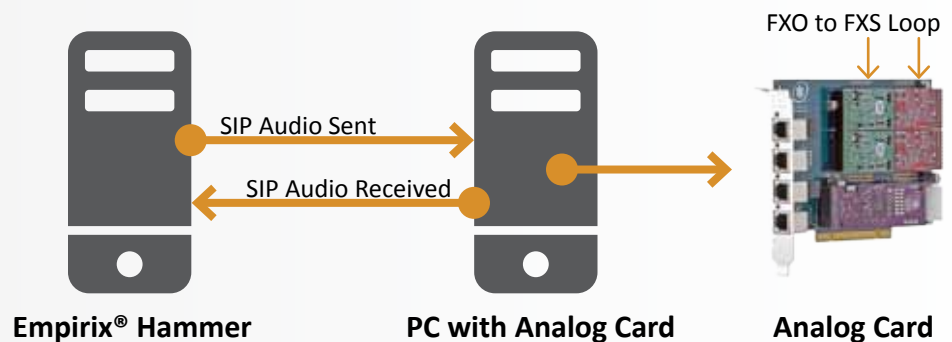 FXO to FXS Loop
SIP Audio Sent
SIP Audio Received
Empirix® Hammer
PC with Analog Card
Analog Card